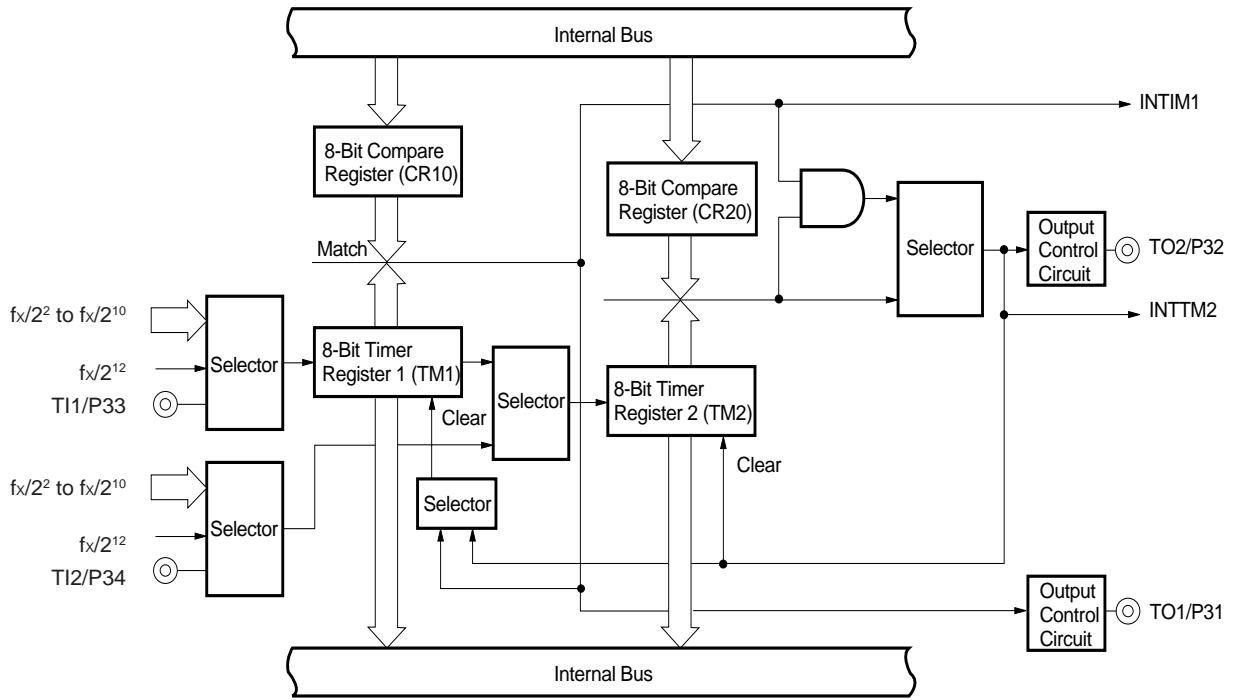 Internal Bus
INTIM1
8-Bit Compare
Register (CR10)
8-Bit Compare
Register (CR20)
Selector
Output
Control
Circuit
TO2/P32
Match
INTTM2
fx/2² to fx/2¹⁰
fx/2¹²
TI1/P33
Selector
8-Bit Timer
Register 1 (TM1)
Selector
8-Bit Timer
Register 2 (TM2)
Clear
Clear
fx/2² to fx/2¹⁰
fx/2¹²
TI2/P34
Selector
Selector
Output
Control
Circuit
TO1/P31
Internal Bus